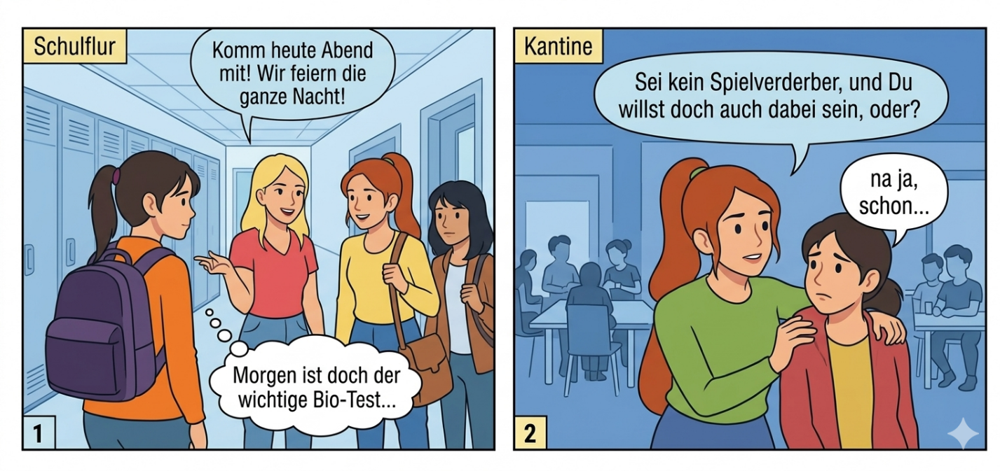 Schulflur
Komm heute Abend
mit! Wir feiern die
ganze Nacht!
Morgen ist doch der
wichtige Bio-Test...
1
Kantine
Sei kein Spielverderber, und Du
willst doch auch dabei sein, oder?
na ja,
schon...
2